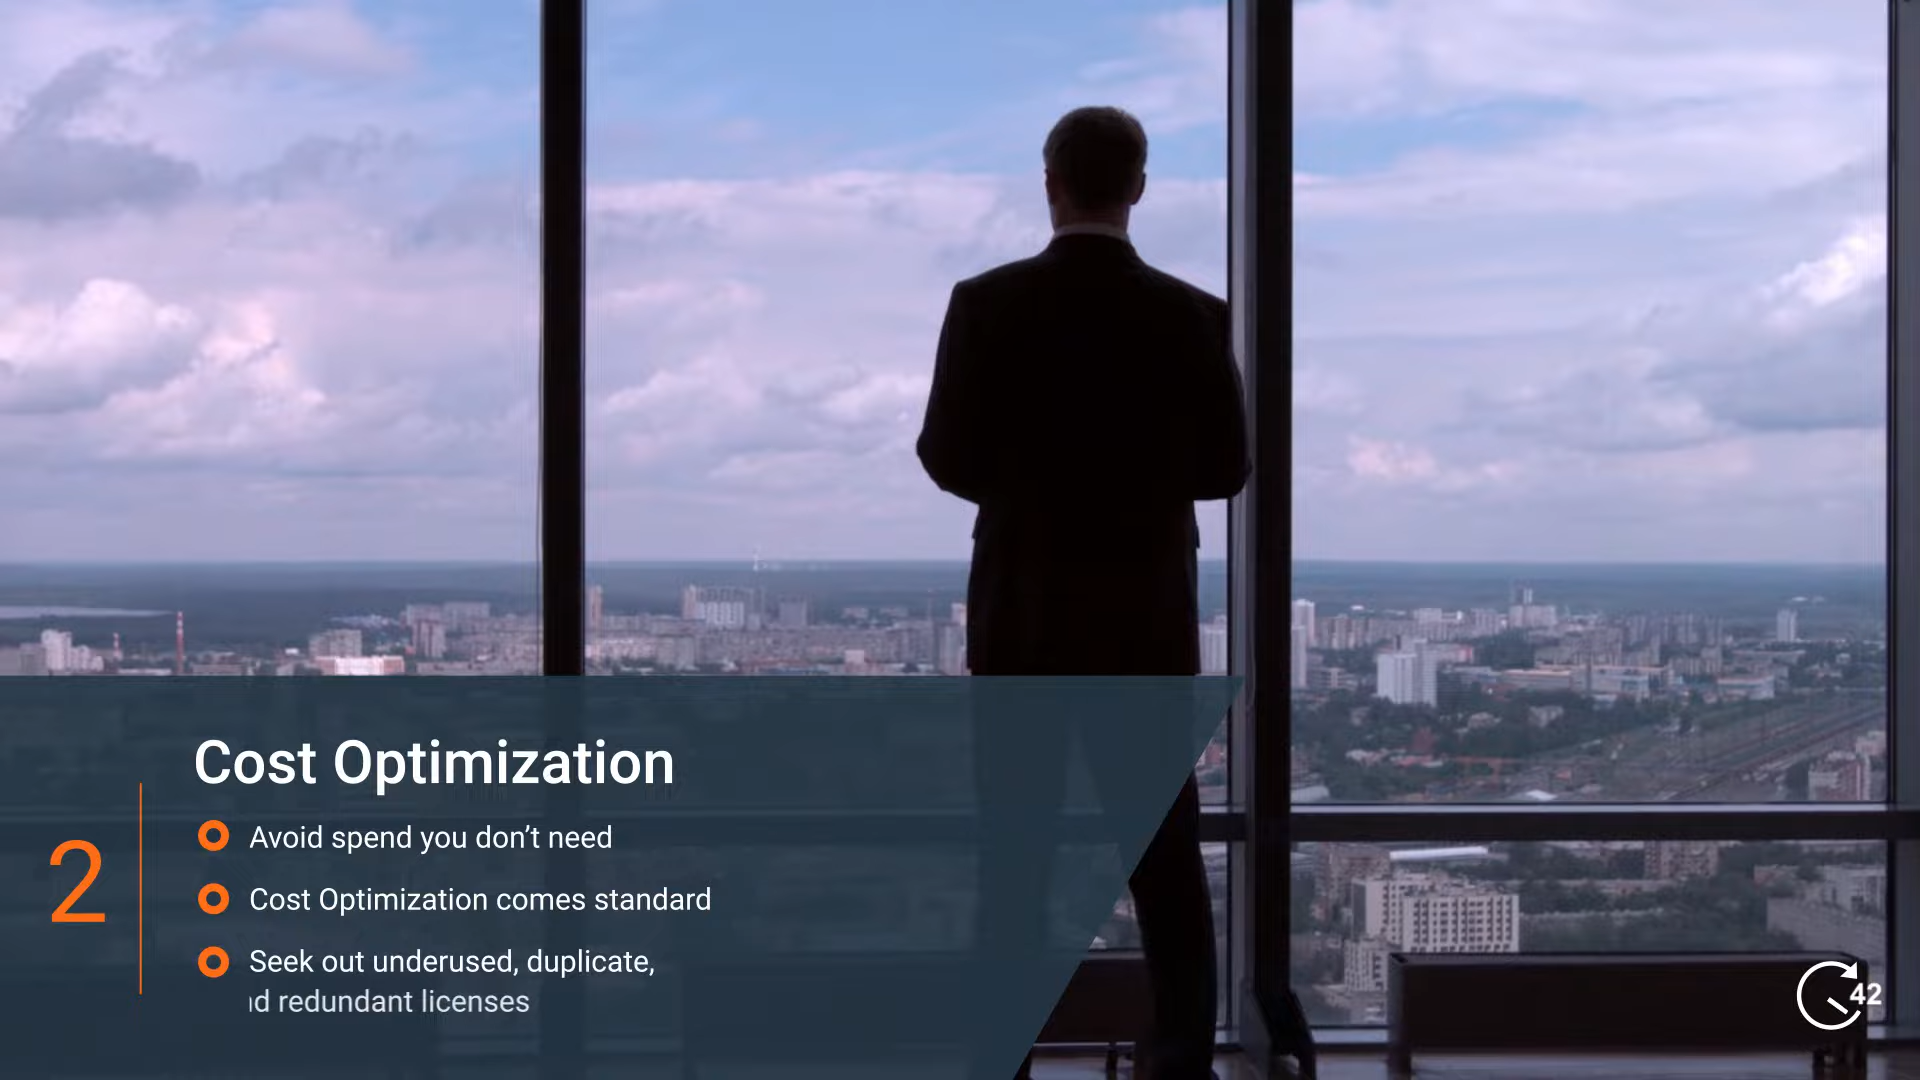 Cost Optimization
2
Avoid spend you don’t need
Cost Optimization comes standard
Seek out underused, duplicate,
d redundant licenses
42